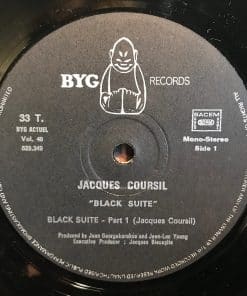 BYG RECORDS
33 T.
BYG ACTUEL
Vol. 49
529.349
SACEM
Mono-Stereo
Side 1
JACQUES COURSIL
"BLACK SUITE"
BLACK SUITE - Part 1 (Jacques Coursil)
Produced by Jean Georgakarakos and Jean-Luc Young
Executive Producer : Jacques Bisceglia